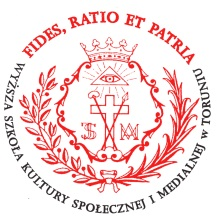 FIDES, RATIO ET PATRIA
WYŻSZA SZKOŁA KULTURY SPOŁECZNEJ I MEDIALNEJ w TORUNIU